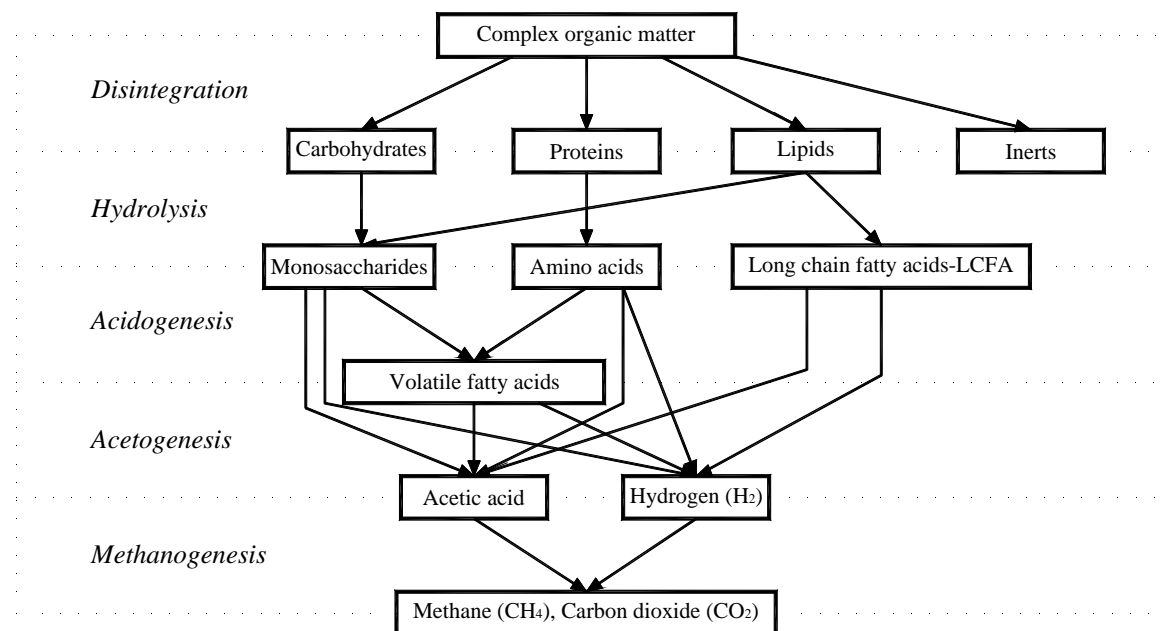 Complex organic matter
Disintegration
Carbohydrates
Proteins
Lipids
Inerts
Hydrolysis
Monosaccharides
Amino acids
Long chain fatty acids-LCFA
Acidogenesis
Volatile fatty acids
Acetogenesis
Acetic acid
Hydrogen (H₂)
Methanogenesis
Methane (CH₄), Carbon dioxide (CO₂)